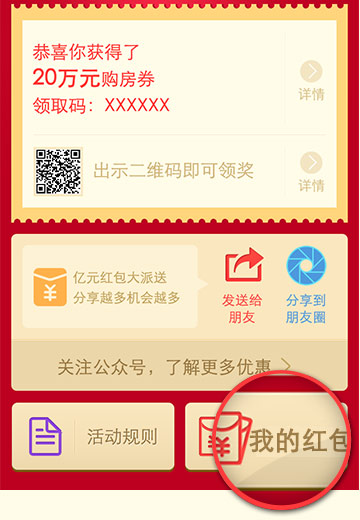 恭喜你获得了
20万元购房券
领取码：XXXXXX
详情
出示二维码即可领奖
详情
亿元红包大派送
分享越多机会越多
发送给
朋友
分享到
朋友圈
关注公众号，了解更多优惠
活动规则
我的红包